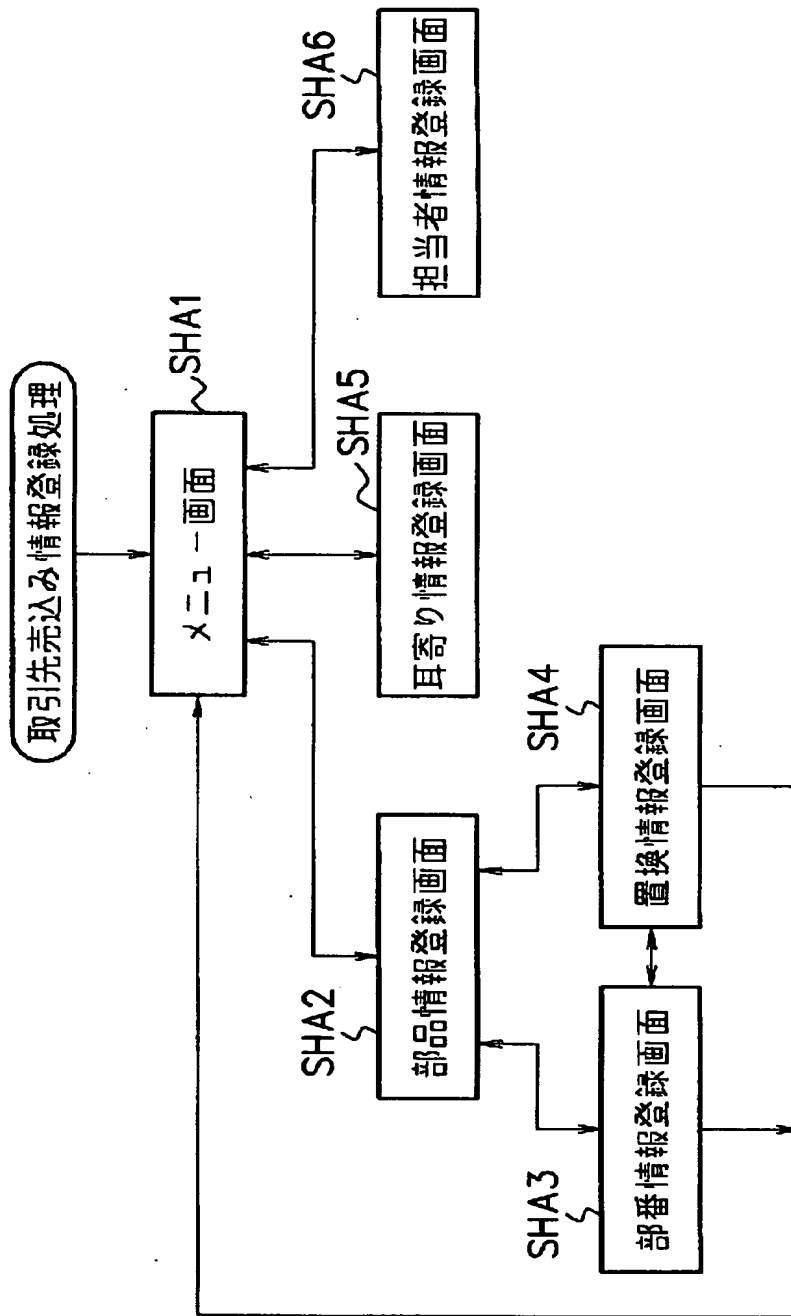 取引先売込み情報登録処理
SHA1
メニュー画面
SHA2
部品情報登録画面
SHA5
耳寄り情報登録画面
SHA6
担当者情報登録画面
SHA3
部番情報登録画面
SHA4
置換情報登録画面